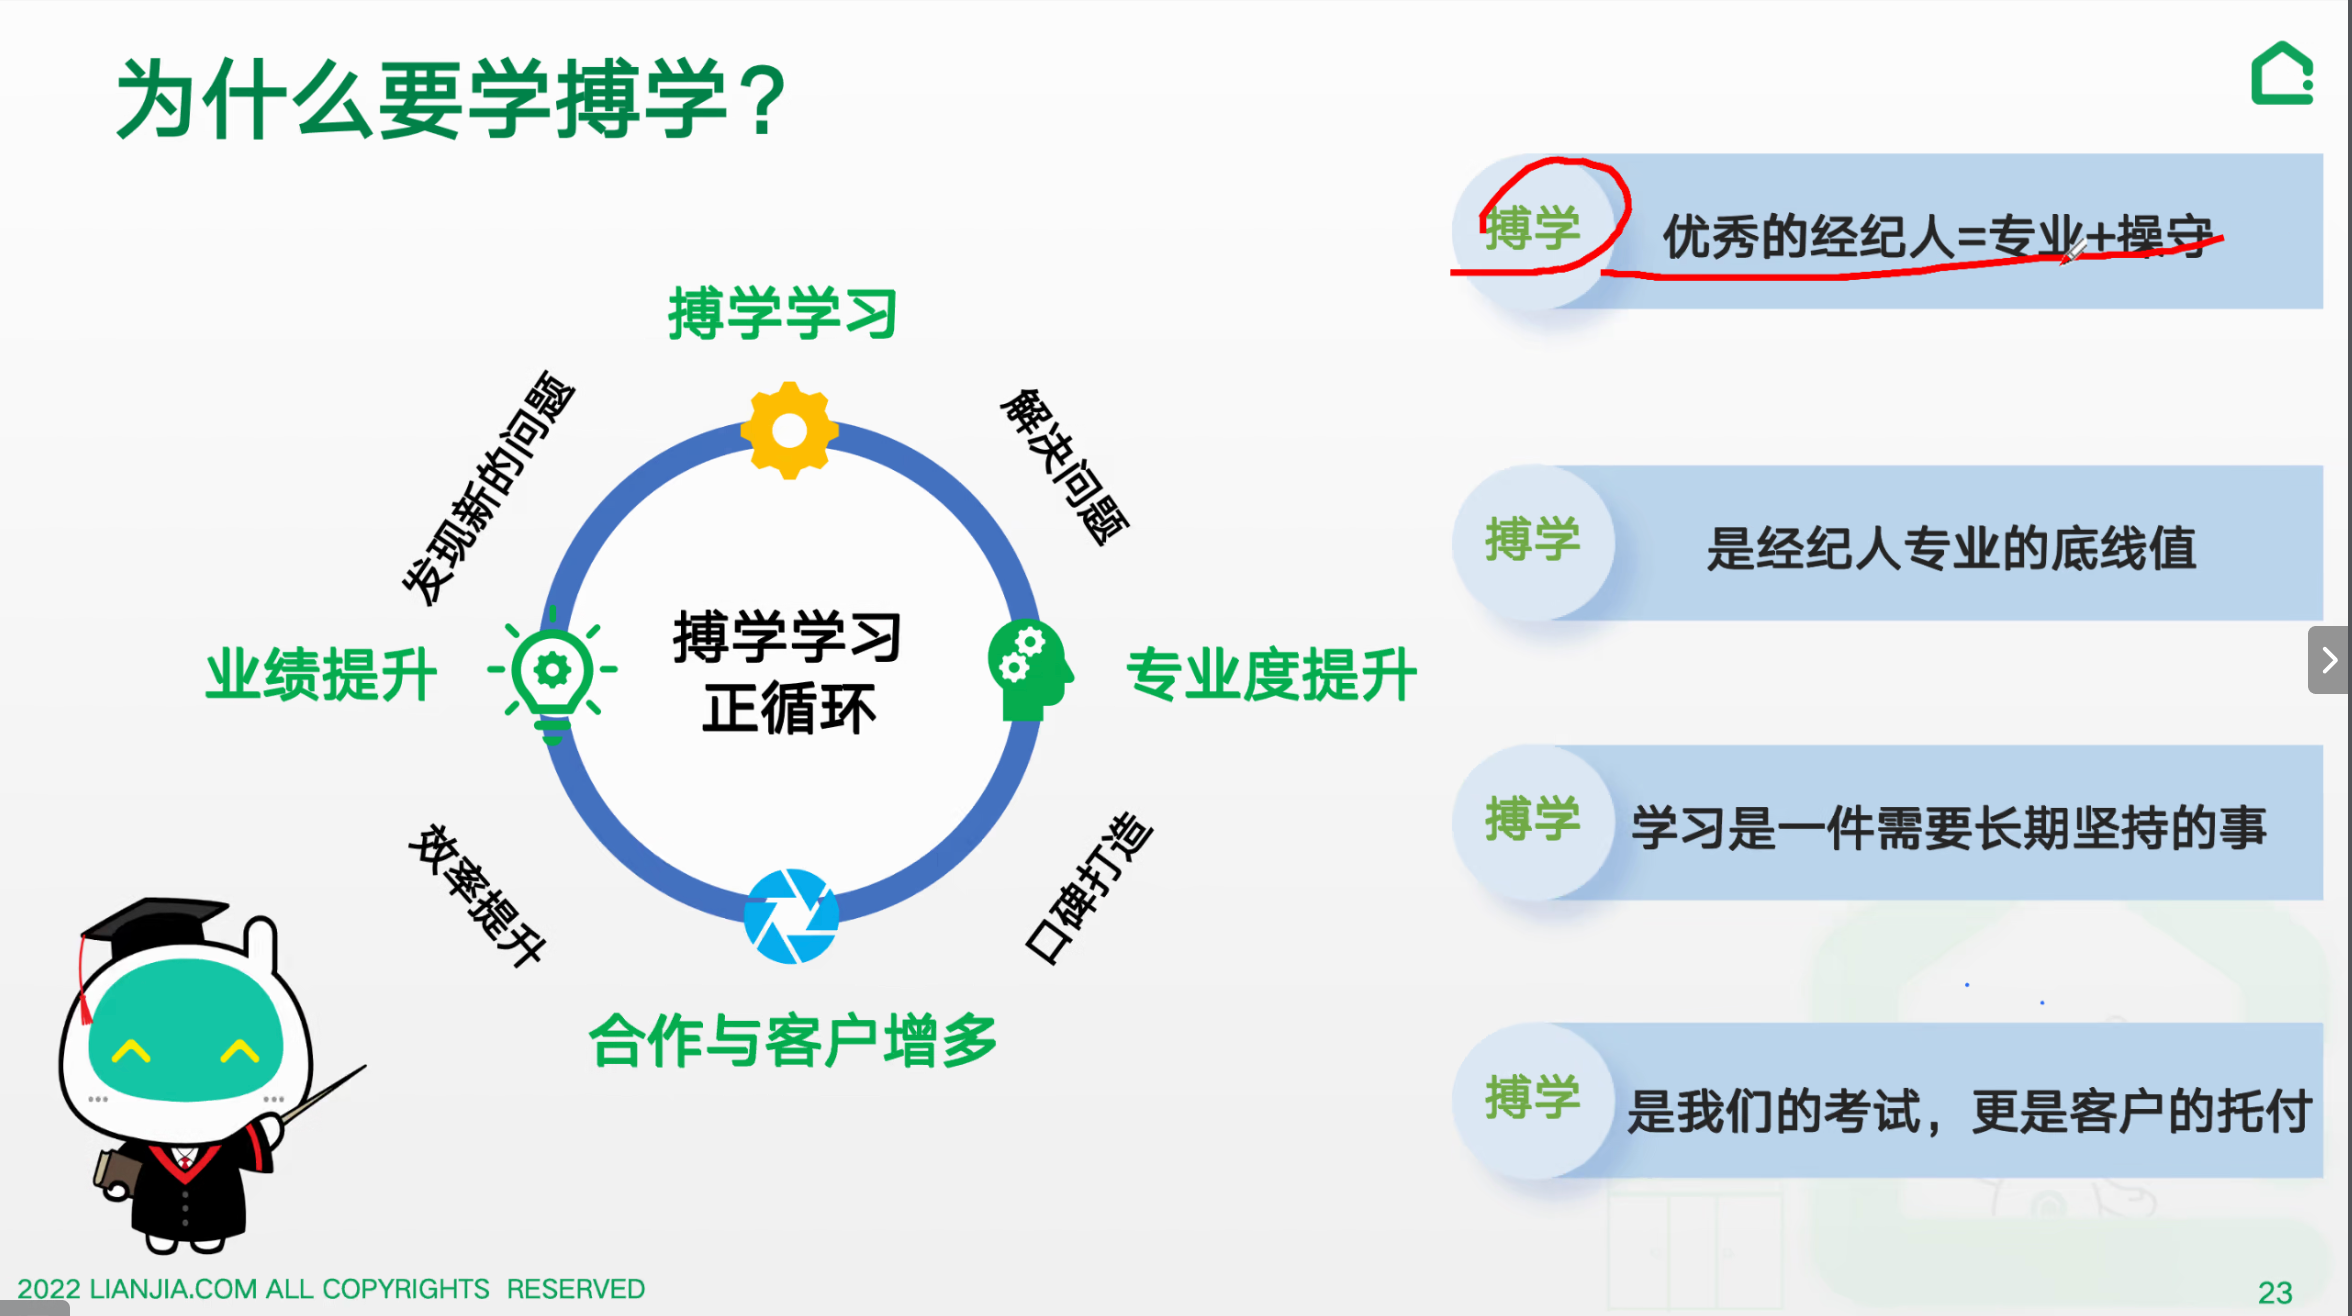 为什么要学搏学？
搏学学习
发现新的问题
解决问题
搏学学习
正循环
业绩提升
专业度提升
效率提升
口碑打造
合作与客户增多
搏学
优秀的经纪人=专业+操守
搏学
是经纪人专业的底线值
搏学
学习是一件需要长期坚持的事
搏学
是我们的考试，更是客户的托付
2022 LIANJIA.COM ALL COPYRIGHTS RESERVED
23